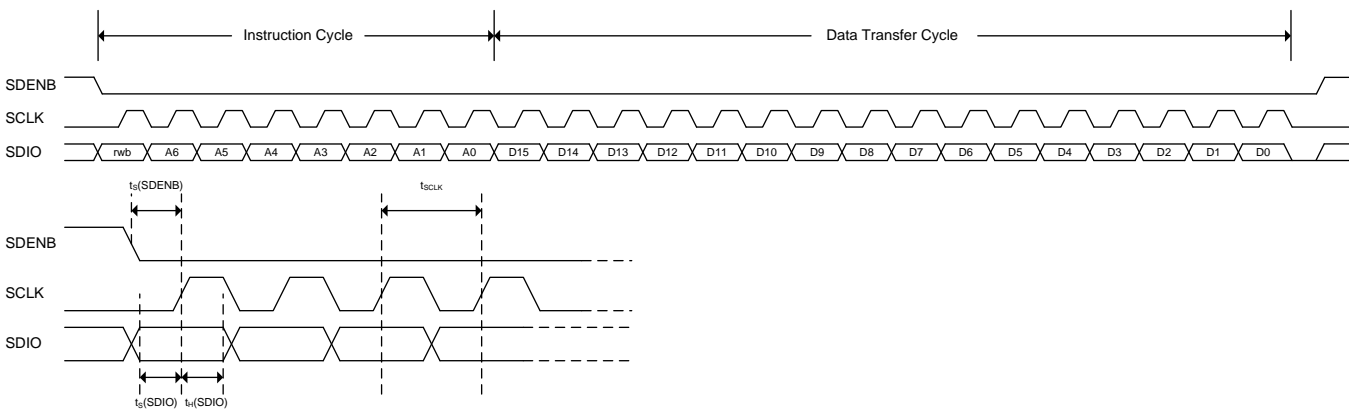 Instruction Cycle Data Transfer Cycle
SDENB
SCLK
SDIO rwb A6 A5 A4 A3 A2 A1 A0 D15 D14 D13 D12 D11 D10 D9 D8 D7 D6 D5 D4 D3 D2 D1 D0
tS(SDENB) tSCLK
SDENB
SCLK
SDIO
tS(SDIO) tH(SDIO)